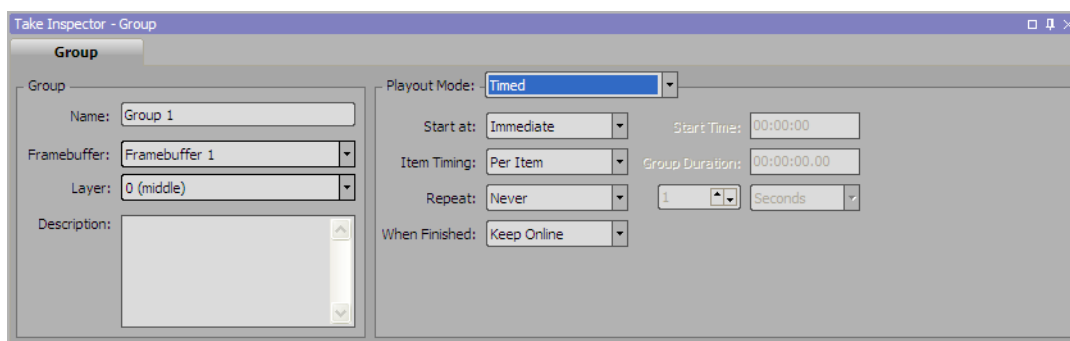 Take Inspector - Group
Group
Group
Name: Group 1
Framebuffer: Framebuffer 1
Layer: 0 (middle)
Description:
Playout Mode: Timed
Start at: Immediate Start Time: 00:00:00
Item Timing: Per Item Group Duration: 00:00:00.00
Repeat: Never 1 Seconds
When Finished: Keep Online